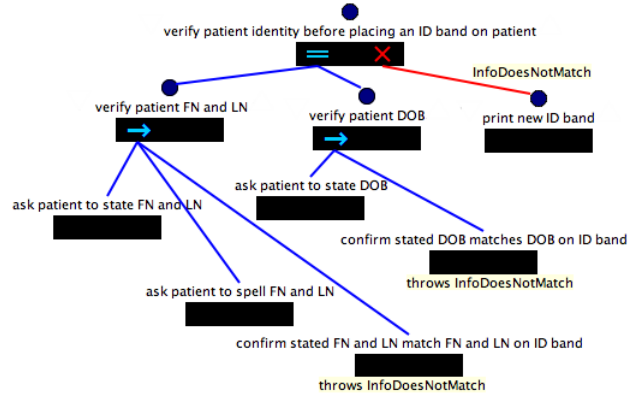 verify patient identity before placing an ID band on patient
InfoDoesNotMatch
verify patient FN and LN
verify patient DOB
print new ID band
ask patient to state DOB
ask patient to state FN and LN
confirm stated DOB matches DOB on ID band
throws InfoDoesNotMatch
ask patient to spell FN and LN
confirm stated FN and LN match FN and LN on ID band
throws InfoDoesNotMatch